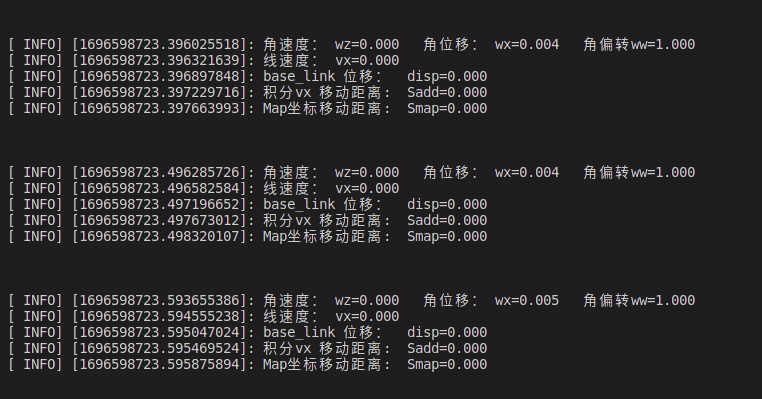 [ INFO] [1696598723.396025518]: 角速度： wz=0.000 角位移： wx=0.004 角偏转ww=1.000
[ INFO] [1696598723.396321639]: 线速度： vx=0.000
[ INFO] [1696598723.396897848]: base_link 位移： disp=0.000
[ INFO] [1696598723.397229716]: 积分vx 移动距离: Sadd=0.000
[ INFO] [1696598723.397663993]: Map坐标移动距离: Smap=0.000
[ INFO] [1696598723.496285726]: 角速度： wz=0.000 角位移： wx=0.004 角偏转ww=1.000
[ INFO] [1696598723.496582584]: 线速度： vx=0.000
[ INFO] [1696598723.497196652]: base_link 位移： disp=0.000
[ INFO] [1696598723.497673012]: 积分vx 移动距离: Sadd=0.000
[ INFO] [1696598723.498320107]: Map坐标移动距离: Smap=0.000
[ INFO] [1696598723.593655386]: 角速度： wz=0.000 角位移： wx=0.005 角偏转ww=1.000
[ INFO] [1696598723.594555238]: 线速度： vx=0.000
[ INFO] [1696598723.595047024]: base_link 位移： disp=0.000
[ INFO] [1696598723.595469524]: 积分vx 移动距离: Sadd=0.000
[ INFO] [1696598723.595875894]: Map坐标移动距离: Smap=0.000